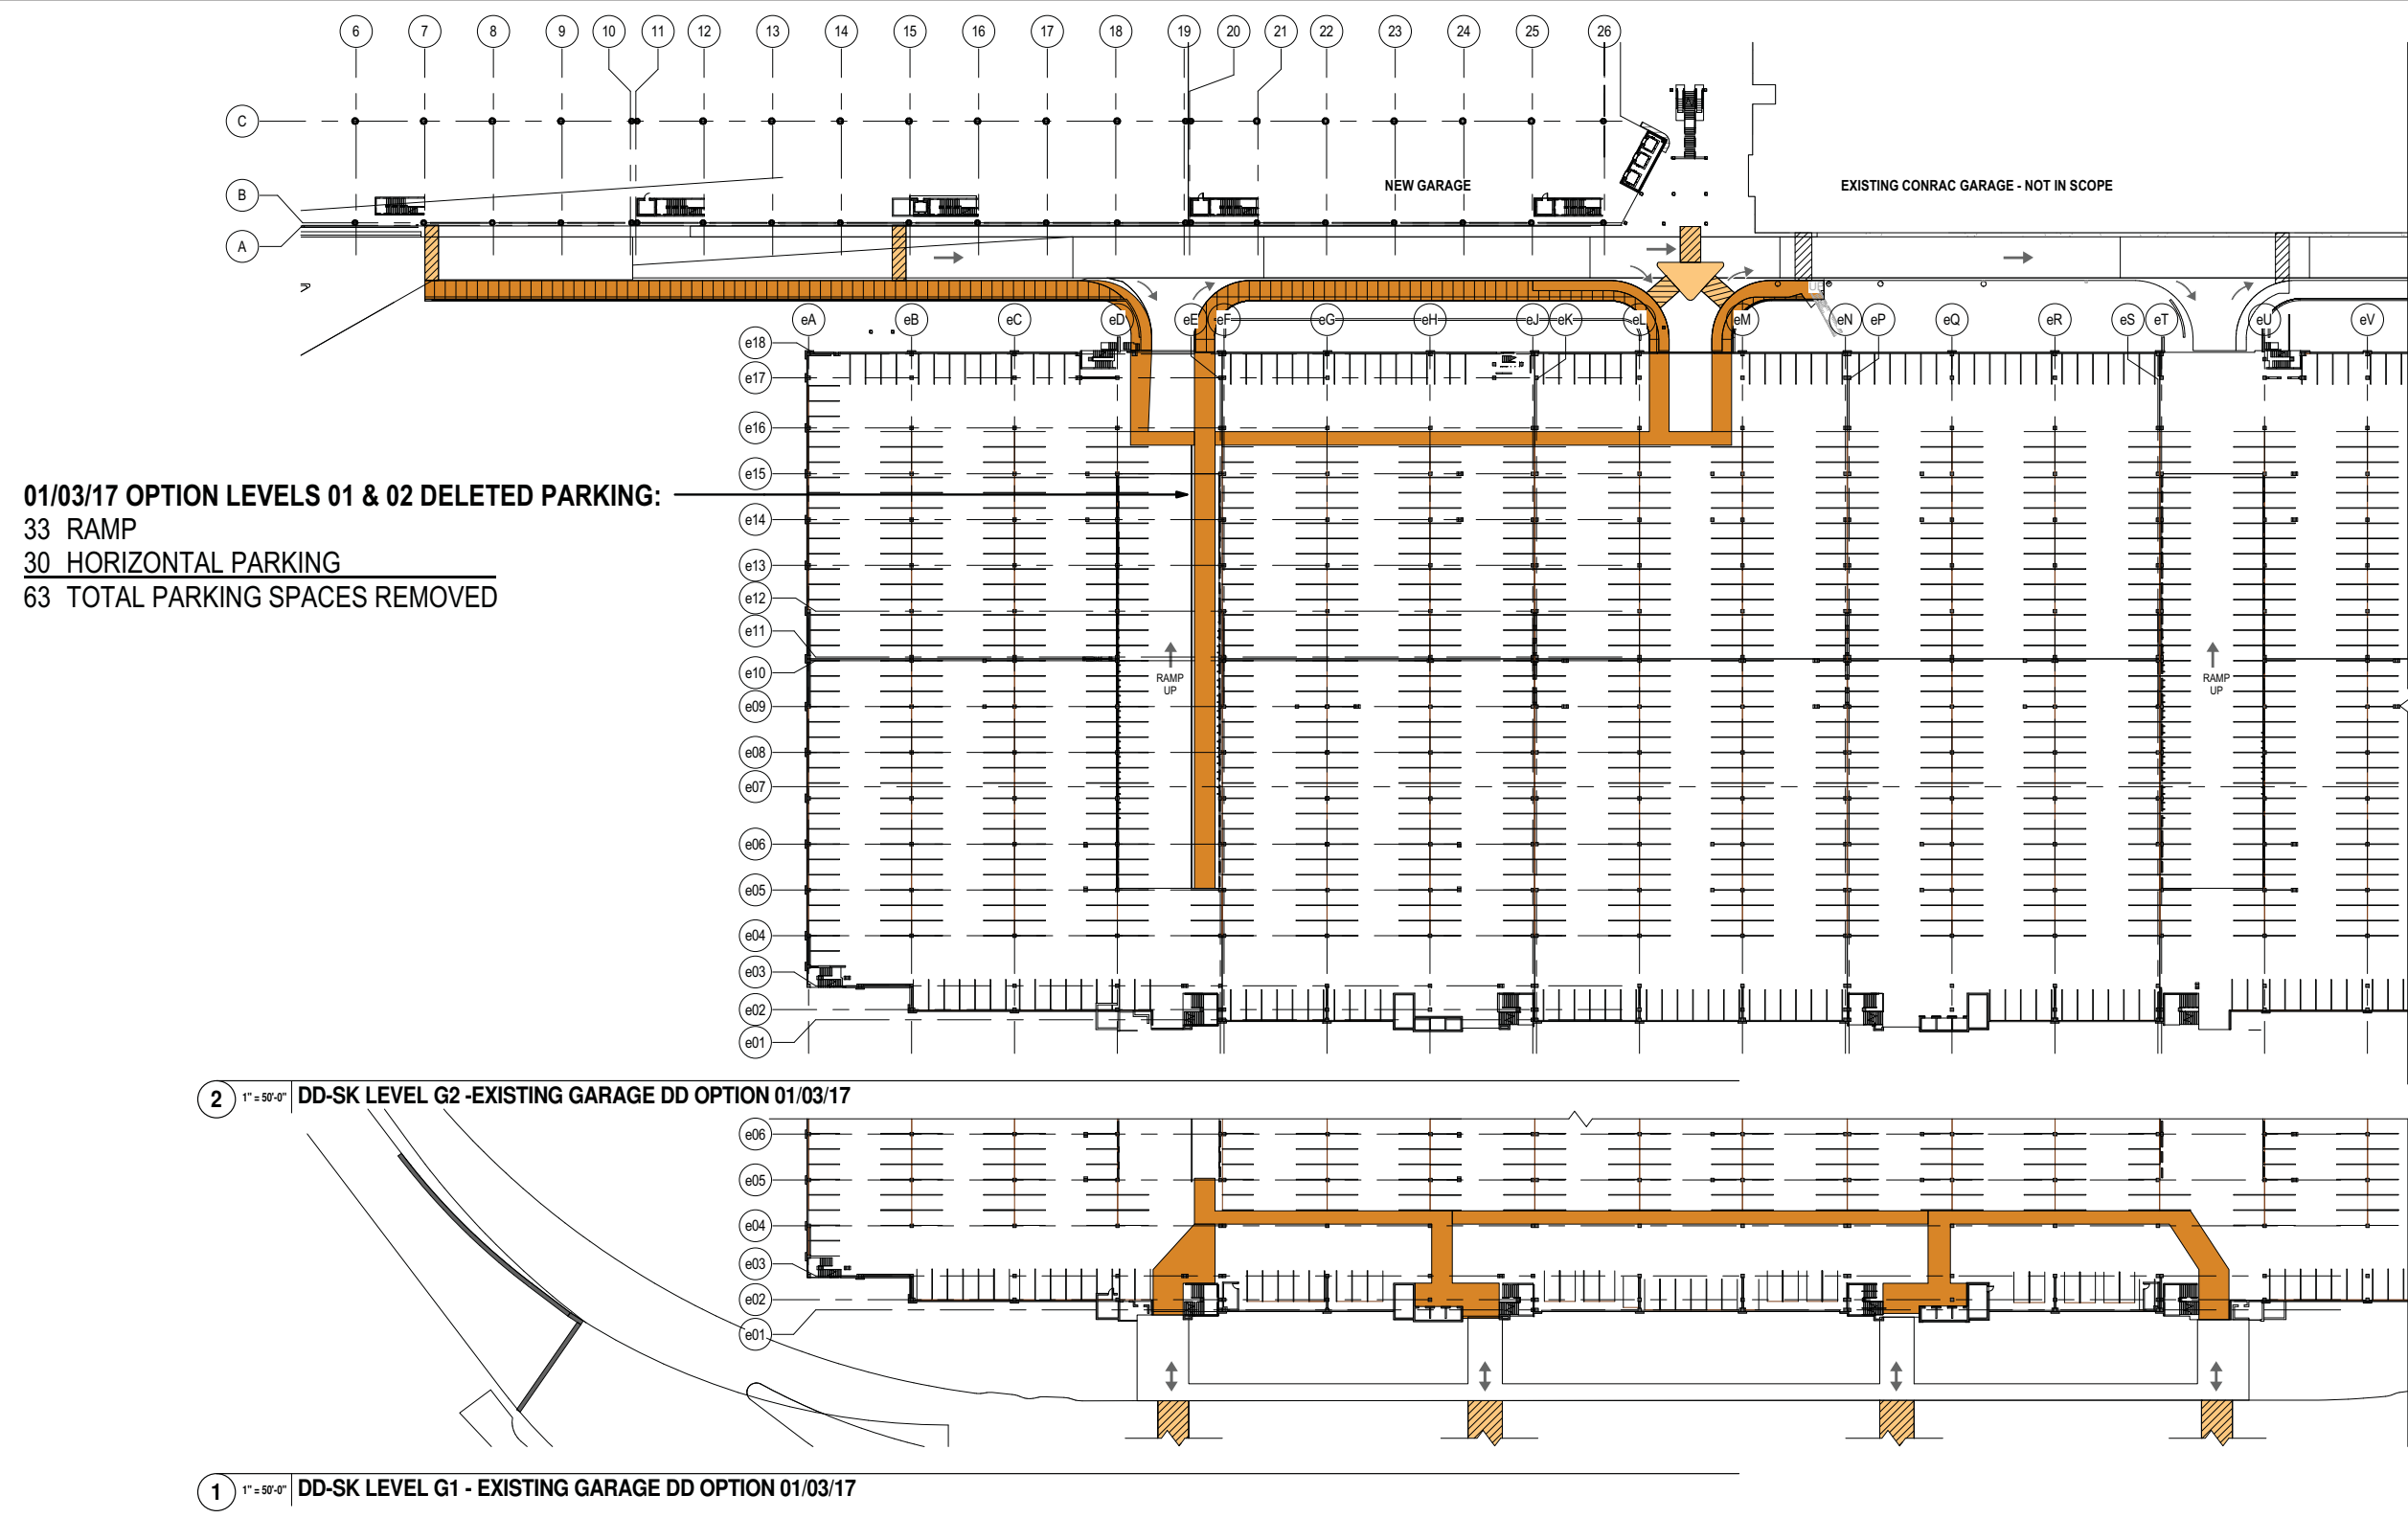 6 7 8 9 10 11 12 13 14 15 16 17 18 19 20 21 22 23 24 25 26
C
B
A
NEW GARAGE
EXISTING CONRAC GARAGE - NOT IN SCOPE
eA eB eC eD eE eF eG eH eJ eK eL eM eN eP eQ eR eS eT eU eV
e18
e17
e16
e15
e14
e13
e12
e11
e10
e09
e08
e07
e06
e05
e04
e03
e02
e01
01/03/17 OPTION LEVELS 01 & 02 DELETED PARKING:
33 RAMP
30 HORIZONTAL PARKING
63 TOTAL PARKING SPACES REMOVED
RAMP
UP
RAMP
UP
2 1" = 50'-0" DD-SK LEVEL G2 -EXISTING GARAGE DD OPTION 01/03/17
e06
e05
e04
e03
e02
e01
1 1" = 50'-0" DD-SK LEVEL G1 - EXISTING GARAGE DD OPTION 01/03/17